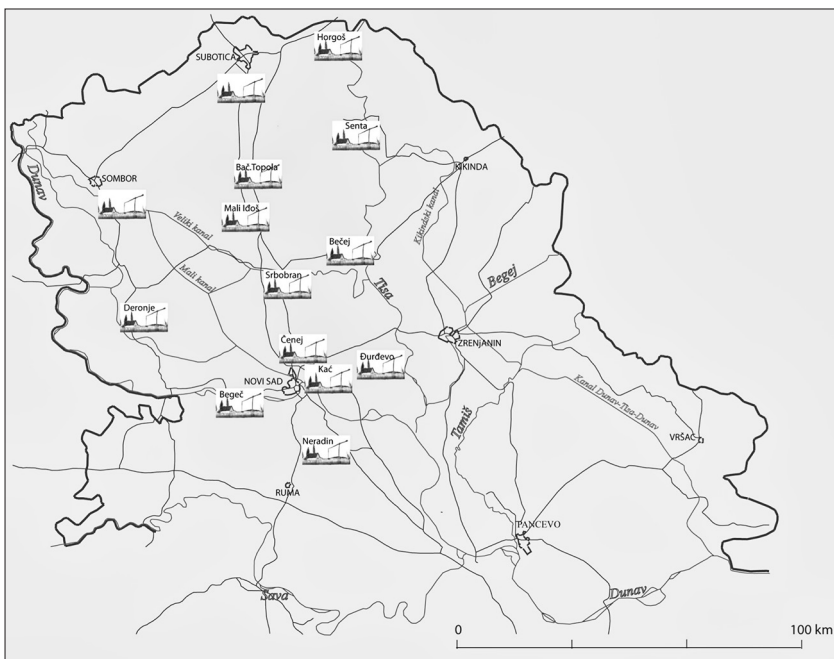 Horgoš
SUBOTICA
Senta
KIKINDA
Bač.Topola
Dunav
SOMBOR
Mali Iđoš
Veliki kanal
Kikindski kanal
Bečej
Mali kanal
Srbobran
Tisa
Begej
Deronje
ZRENJANIN
Čenej
Đurđevo
Kać
NOVI SAD
Kanal Dunav-Tisa-Dunav
Begeč
Tamiš
VRŠAC
Neradin
RUMA
PANCEVO
Sava
Dunav
0 100 km